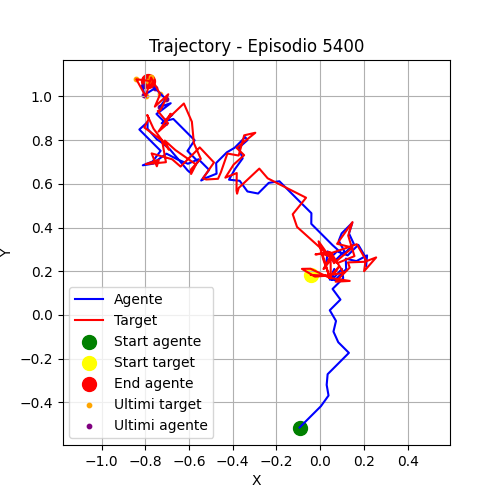 Trajectory - Episodio 5400
Y
1.0
0.8
0.6
0.4
0.2
0.0
−0.2
−0.4
Agente
Target
Start agente
Start target
End agente
Ultimi target
Ultimi agente
−1.0 −0.8 −0.6 −0.4 −0.2 0.0 0.2 0.4
X